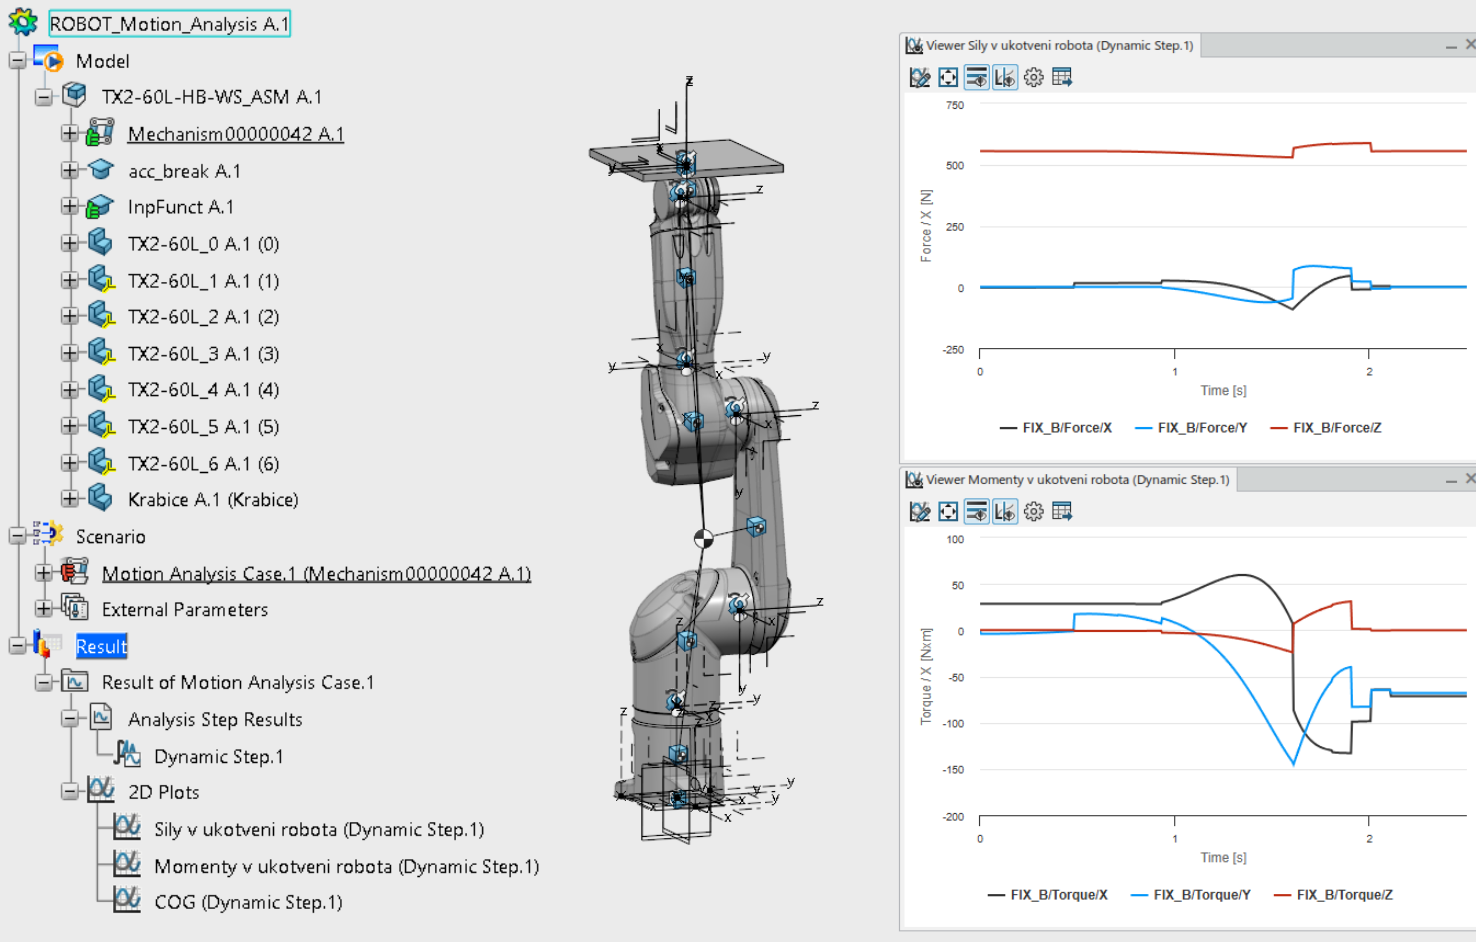 ROBOT_Motion_Analysis A.1
Model
TX2-60L-HB-WS_ASM A.1
Mechanism00000042 A.1
acc_break A.1
InpFunct A.1
TX2-60L_0 A.1 (0)
TX2-60L_1 A.1 (1)
TX2-60L_2 A.1 (2)
TX2-60L_3 A.1 (3)
TX2-60L_4 A.1 (4)
TX2-60L_5 A.1 (5)
TX2-60L_6 A.1 (6)
Krabice A.1 (Krabice)
Scenario
Motion Analysis Case.1 (Mechanism00000042 A.1)
External Parameters
Result
Result of Motion Analysis Case.1
Analysis Step Results
Dynamic Step.1
2D Plots
Sily v ukotveni robota (Dynamic Step.1)
Momenty v ukotveni robota (Dynamic Step.1)
COG (Dynamic Step.1)
Viewer Sily v ukotveni robota (Dynamic Step.1)
750
500
250
0
-250
Force / X [N]
0 1 2
Time [s]
FIX_B/Force/X FIX_B/Force/Y FIX_B/Force/Z
Viewer Momenty v ukotveni robota (Dynamic Step.1)
100
50
0
-50
-100
-150
-200
Torque / X [Nxm]
0 1 2
Time [s]
FIX_B/Torque/X FIX_B/Torque/Y FIX_B/Torque/Z